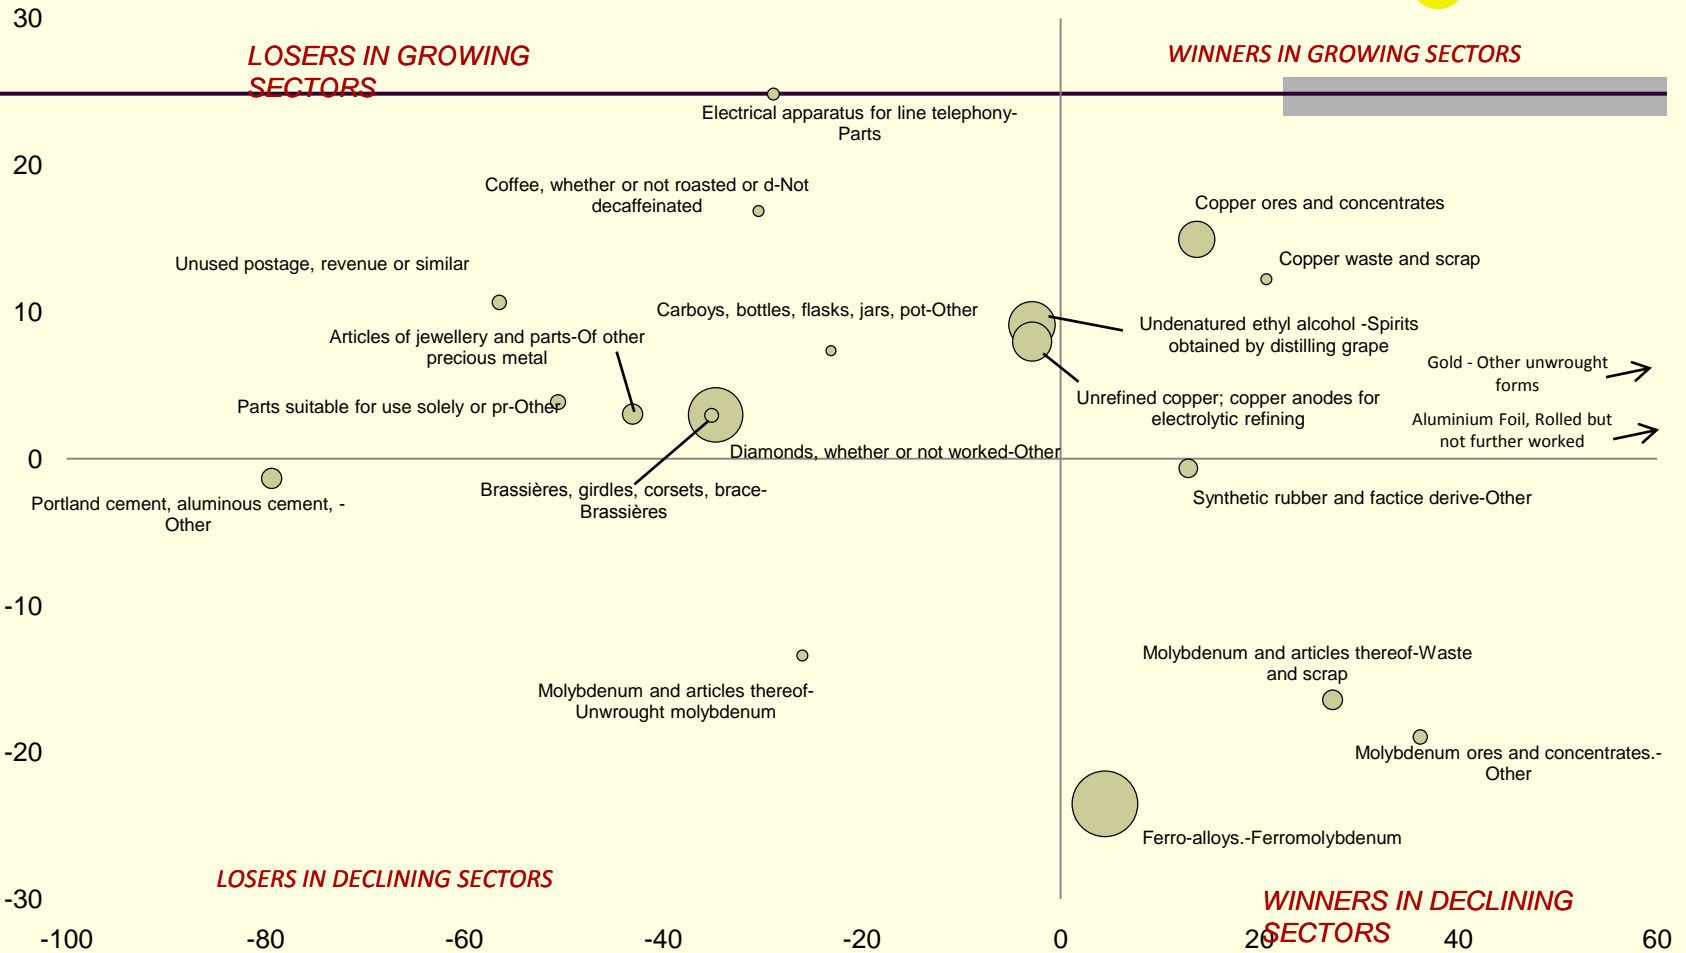 30
LOSERS IN GROWING
SECTORS
WINNERS IN GROWING SECTORS
Electrical apparatus for line telephony-
Parts
20
Coffee, whether or not roasted or d-Not
decaffeinated
Copper ores and concentrates
Unused postage, revenue or similar
Copper waste and scrap
10
Carboys, bottles, flasks, jars, pot-Other
Articles of jewellery and parts-Of other
precious metal
Undenatured ethyl alcohol -Spirits
obtained by distilling grape
Gold - Other unwrought
forms
Parts suitable for use solely or pr-Other
Unrefined copper; copper anodes for
electrolytic refining
Aluminium Foil, Rolled but
not further worked
0
Diamonds, whether or not worked-Other
Portland cement, aluminous cement, -
Other
Brassières, girdles, corsets, brace-
Brassières
Synthetic rubber and factice derive-Other
-10
Molybdenum and articles thereof-
Unwrought molybdenum
Molybdenum and articles thereof-Waste
and scrap
-20
Molybdenum ores and concentrates.-
Other
Ferro-alloys.-Ferromolybdenum
LOSERS IN DECLINING SECTORS
-30
WINNERS IN DECLINING
SECTORS
-100 -80 -60 -40 -20 0 20 40 60